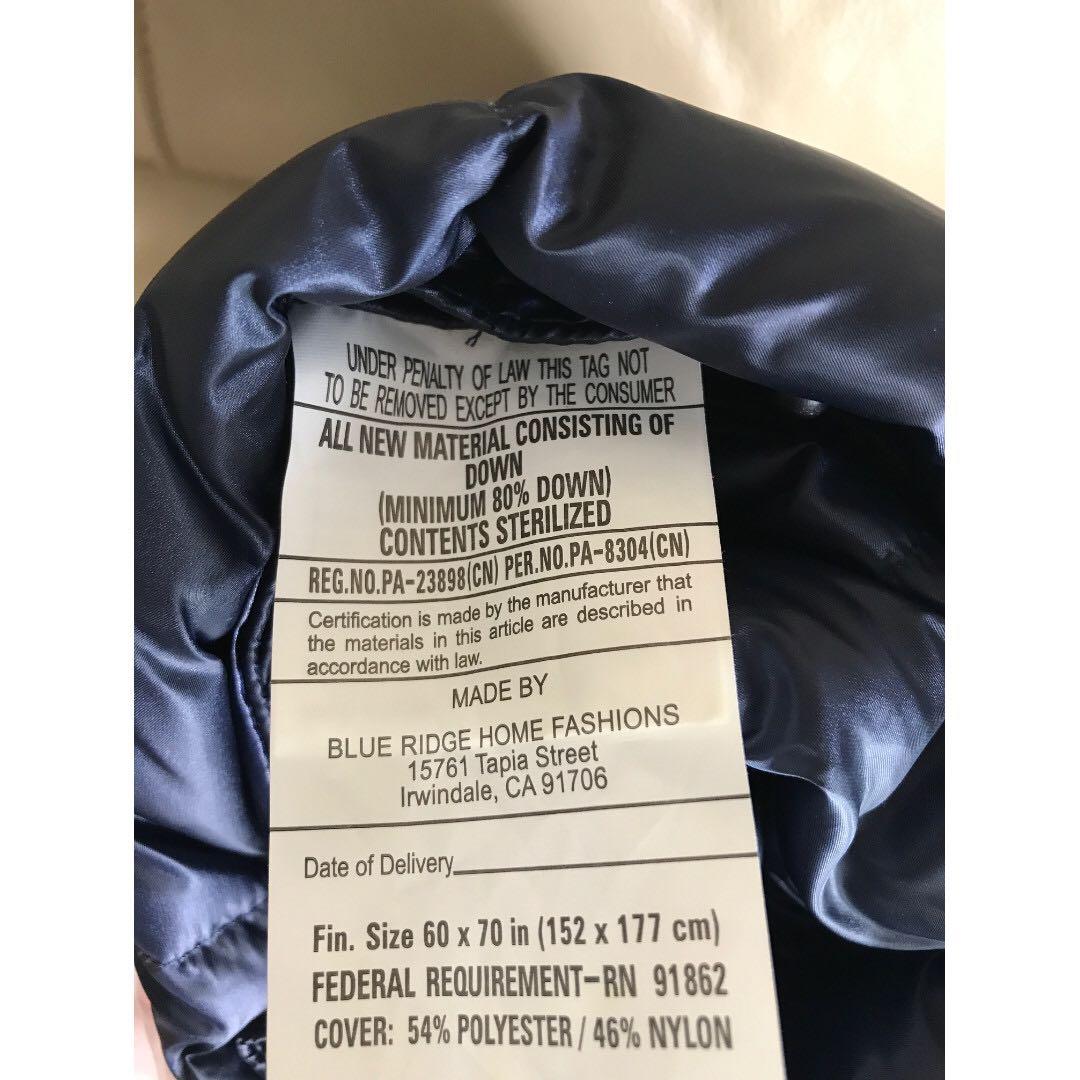 UNDER PENALTY OF LAW THIS TAG NOT
TO BE REMOVED EXCEPT BY THE CONSUMER
ALL NEW MATERIAL CONSISTING OF
DOWN
(MINIMUM 80% DOWN)
CONTENTS STERILIZED
REG.NO.PA-23898(CN) PER.NO.PA-8304(CN)
Certification is made by the manufacturer that
the materials in this article are described in
accordance with law.
MADE BY
BLUE RIDGE HOME FASHIONS
15761 Tapia Street
Irwindale, CA 91706
Date of Delivery
Fin. Size 60 x 70 in (152 x 177 cm)
FEDERAL REQUIREMENT-RN 91862
COVER: 54% POLYESTER / 46% NYLON